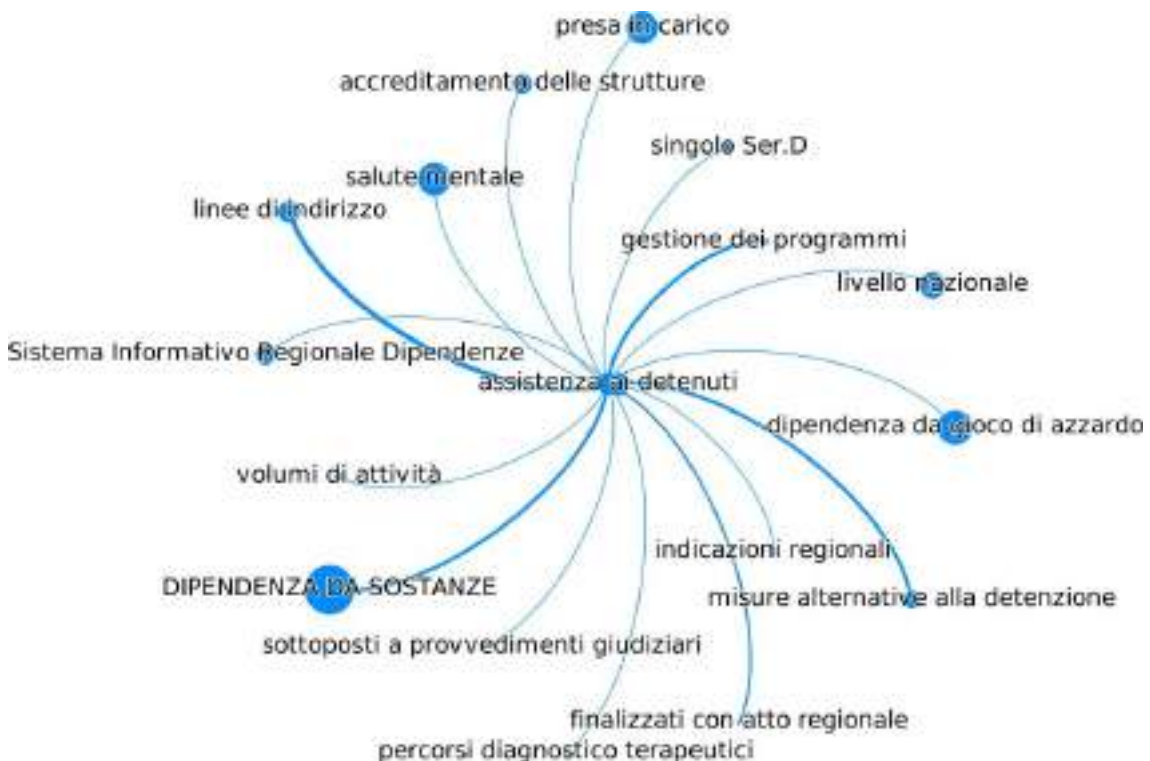 presa in carico
accreditamento delle strutture
singolo Ser.D
salute mentale
linee di indirizzo
gestione dei programmi
livello nazionale
Sistema Informativo Regionale Dipendenze
assistenza ai detenuti
dipendenza da gioco di azzardo
volumi di attività
indicazioni regionali
DIPENDENZA DA SOSTANZE
misure alternative alla detenzione
sottoposti a provvedimenti giudiziari
finalizzati con atto regionale
percorsi diagnostico terapeutici